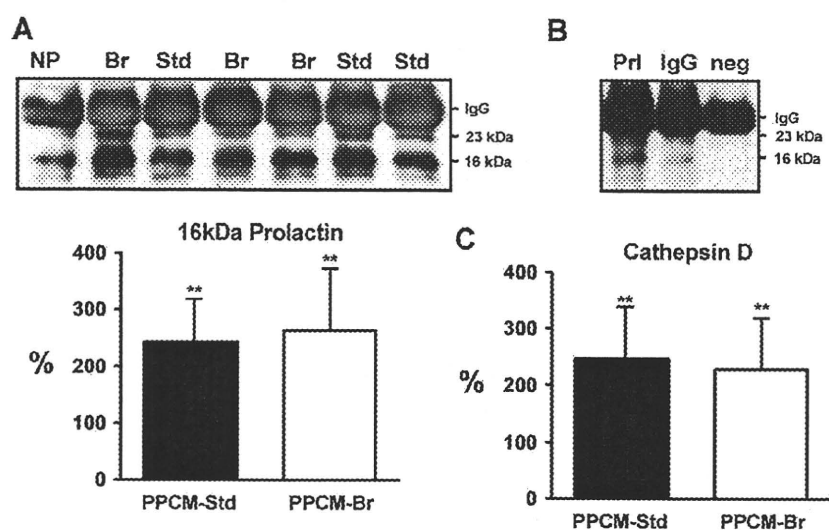 A
NP Br Std Br Br Std Std
IgG
23 kDa
16 kDa
B
Prl IgG neg
IgG
23 kDa
16 kDa
16kDa Prolactin
400
300
200
100
0
%
**
**
PPCM-Std PPCM-Br
C
Cathepsin D
400
300
200
100
0
%
**
**
PPCM-Std PPCM-Br